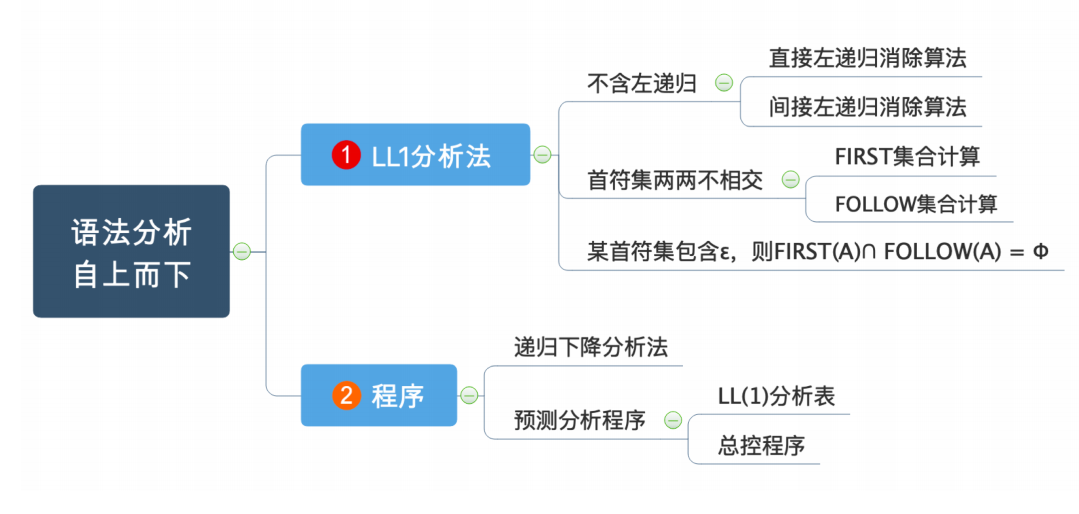 语法分析
自上而下
1 LL1分析法
不含左递归
直接左递归消除算法
间接左递归消除算法
首符集两两不相交
FIRST集合计算
FOLLOW集合计算
某首符集包含ε，则FIRST(A)∩ FOLLOW(A) = Φ
2 程序
递归下降分析法
预测分析程序
LL(1)分析表
总控程序